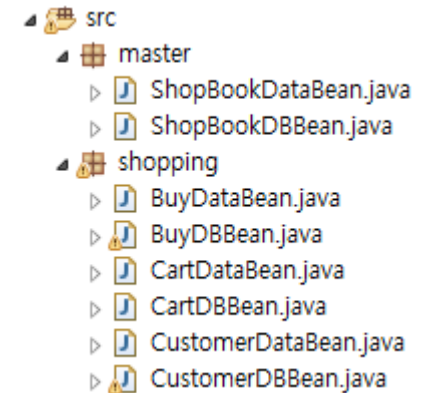 src
master
ShopBookDataBean.java
ShopBookDBBean.java
shopping
BuyDataBean.java
BuyDBBean.java
CartDataBean.java
CartDBBean.java
CustomerDataBean.java
CustomerDBBean.java